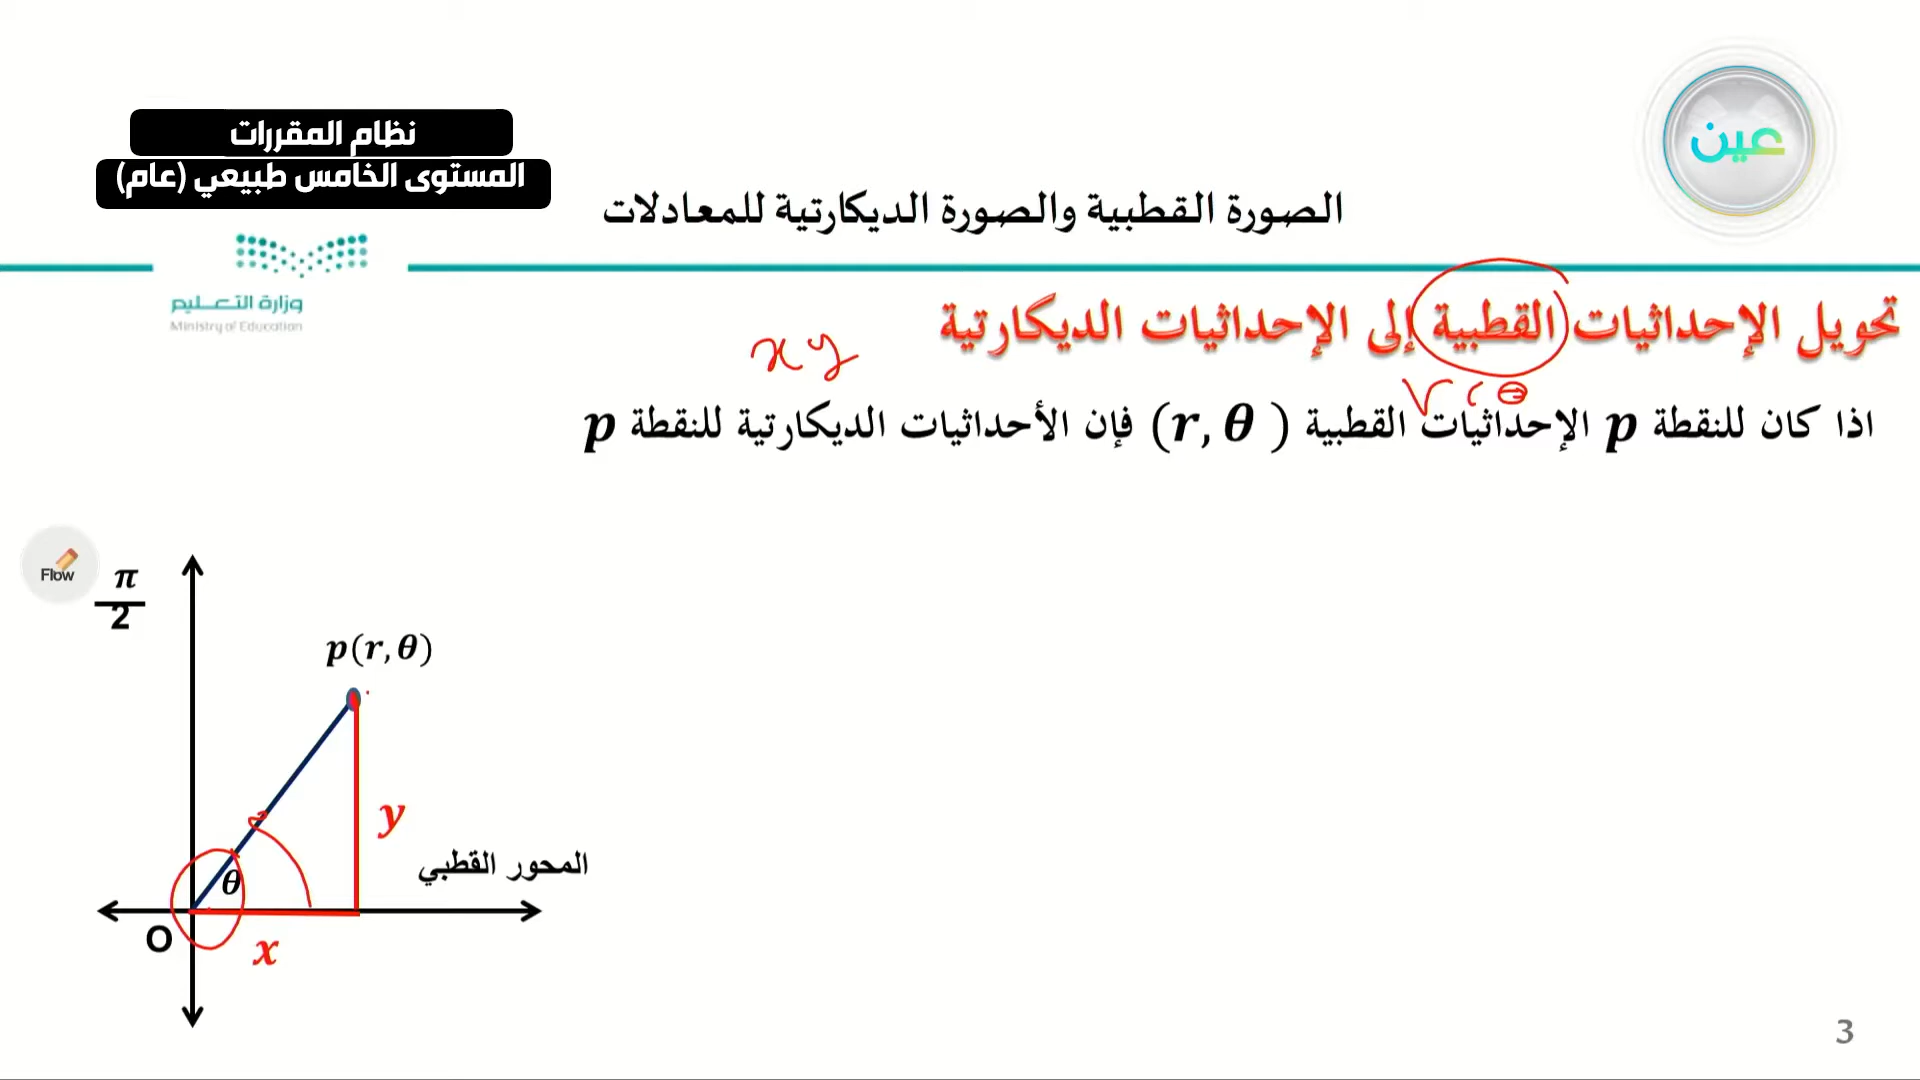 نظام المقررات
المستوى الخامس طبيعي (عام)
عين
الصورة القطبية والصورة الديكارتية للمعادلات
وزارة التعليم
Ministry of Education
تحويل الإحداثيات القطبية إلى الإحداثيات الديكارتية
x y
r , θ
اذا كان للنقطة p الإحداثيات القطبية (r, θ ) فإن الأحداثيات الديكارتية للنقطة p
Flow
π
2
p(r, θ)
y
المحور القطبي
θ
O
x
3